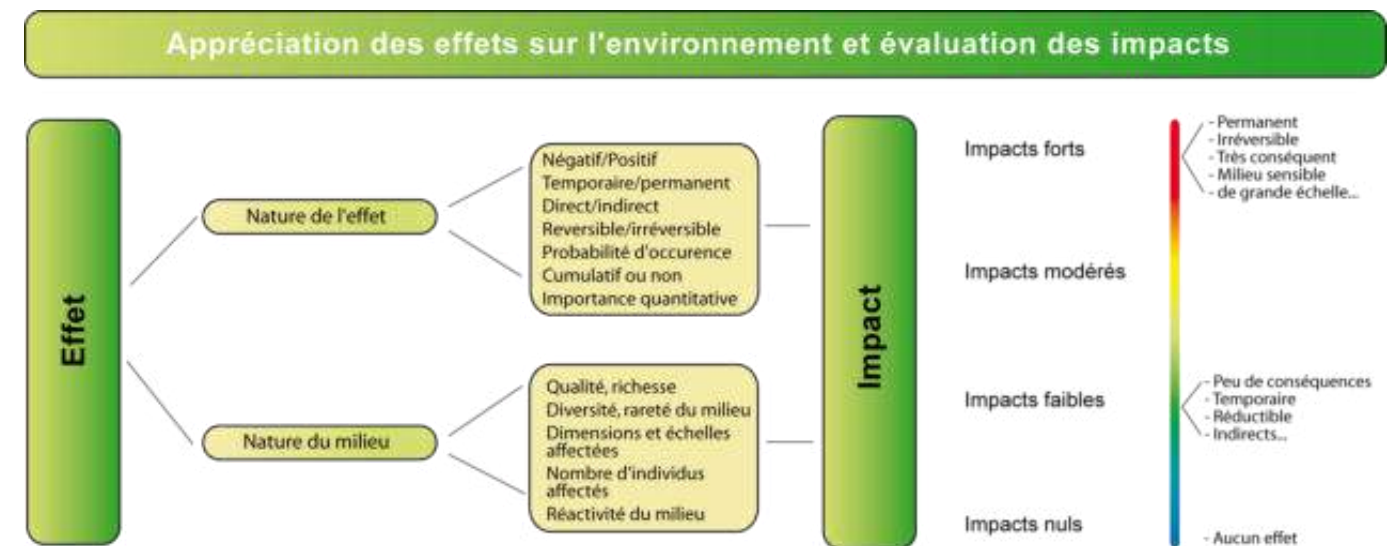 Appréciation des effets sur l'environnement et évaluation des impacts
Effet
Nature de l'effet
Négatif/Positif
Temporaire/permanent
Direct/indirect
Reversible/irréversible
Probabilité d'occurence
Cumulatif ou non
Importance quantitative
Nature du milieu
Qualité, richesse
Diversité, rareté du milieu
Dimensions et échelles
affectées
Nombre d'individus
affectés
Réactivité du milieu
Impact
Impacts forts
- Permanent
- Irréversible
- Très conséquent
- Milieu sensible
- de grande échelle...
Impacts modérés
Impacts faibles
- Peu de conséquences
- Temporaire
- Réductible
- Indirects...
Impacts nuls
- Aucun effet